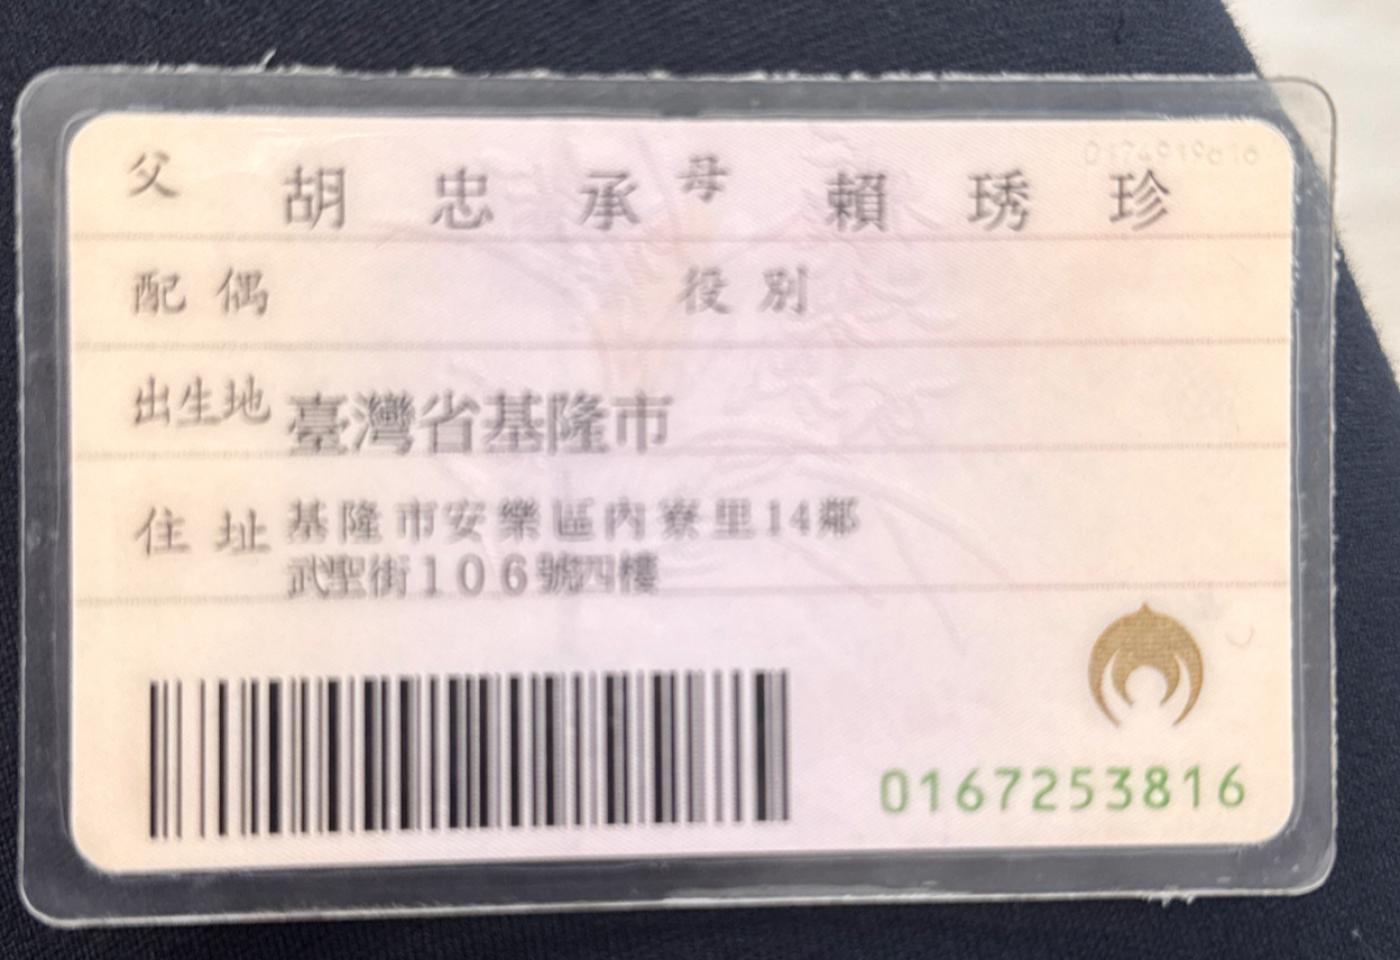 父 胡忠承 母 賴琇珍
配偶 役別
出生地 臺灣省基隆市
住址 基隆市安樂區內寮里14鄰
武聖街106號四樓
0167253816